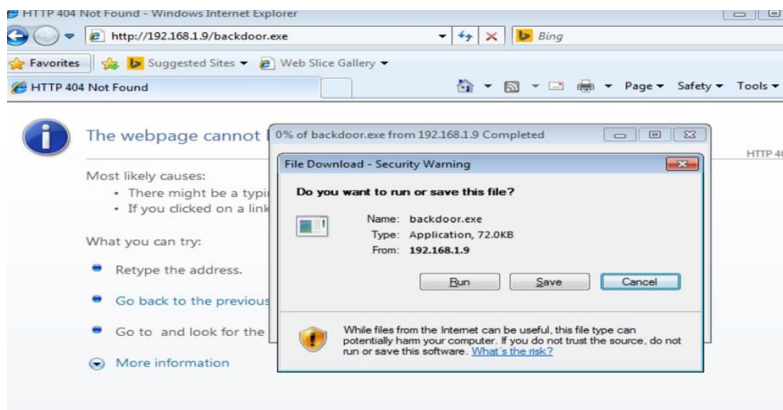 HTTP 404 Not Found - Windows Internet Explorer
http://192.168.1.9/backdoor.exe
Bing
Favorites
Suggested Sites
Web Slice Gallery
HTTP 404 Not Found
Page Safety Tools
The webpage cannot
0% of backdoor.exe from 192.168.1.9 Completed
HTTP 40
Most likely causes:
There might be a typi
If you clicked on a link
What you can try:
Retype the address.
Go back to the previous
Go to and look for the
More information
File Download - Security Warning
Do you want to run or save this file?
Name: backdoor.exe
Type: Application, 72.0KB
From: 192.168.1.9
Run
Save
Cancel
While files from the Internet can be useful, this file type can
potentially harm your computer. If you do not trust the source, do not
run or save this software. What's the risk?